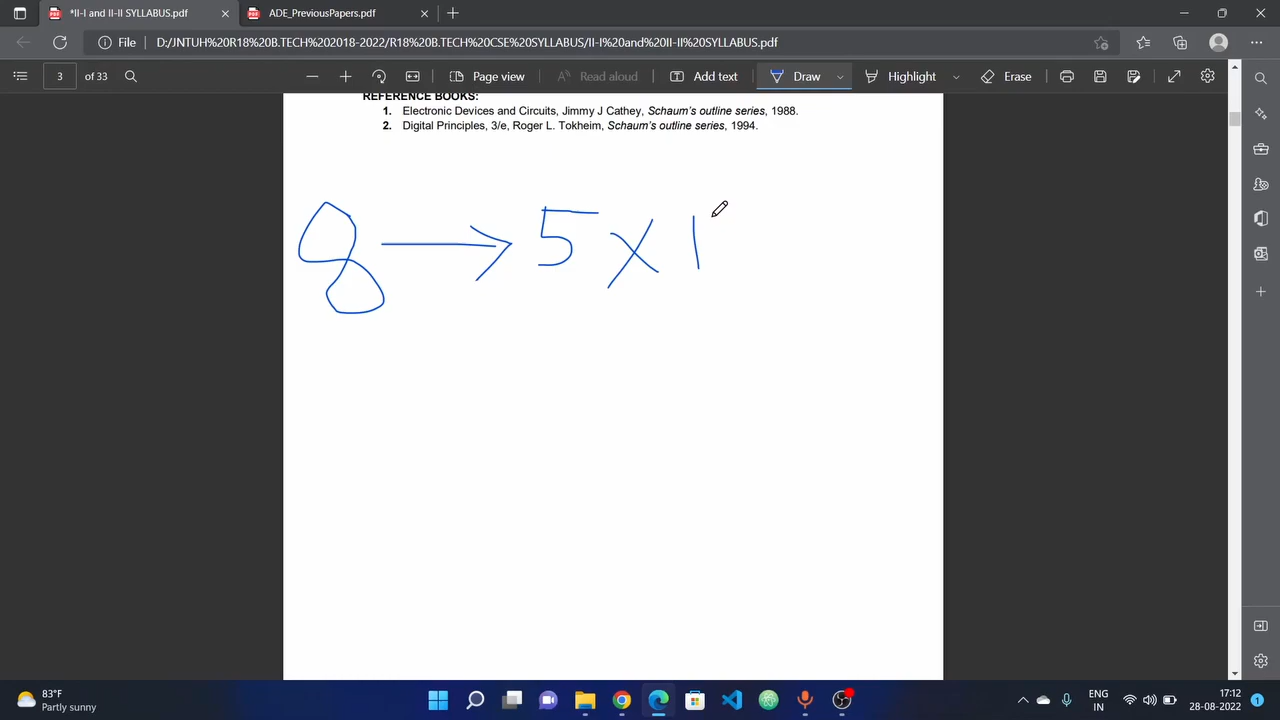 *II-I and II-II SYLLABUS.pdf
ADE_PreviousPapers.pdf
File D:/JNTUH%20R18%20B.TECH%202018-2022/R18%20B.TECH%20CSE%20SYLLABUS/II-I%20and%20II-II%20SYLLABUS.pdf
3 of 33 Page view Read aloud Add text Draw Highlight Erase
REFERENCE BOOKS:
1. Electronic Devices and Circuits, Jimmy J Cathey, Schaum's outline series, 1988.
2. Digital Principles, 3/e, Roger L. Tokheim, Schaum's outline series, 1994.
8 → 5 X 1
83°F
Partly sunny
ENG
IN
17:12
28-08-2022
1